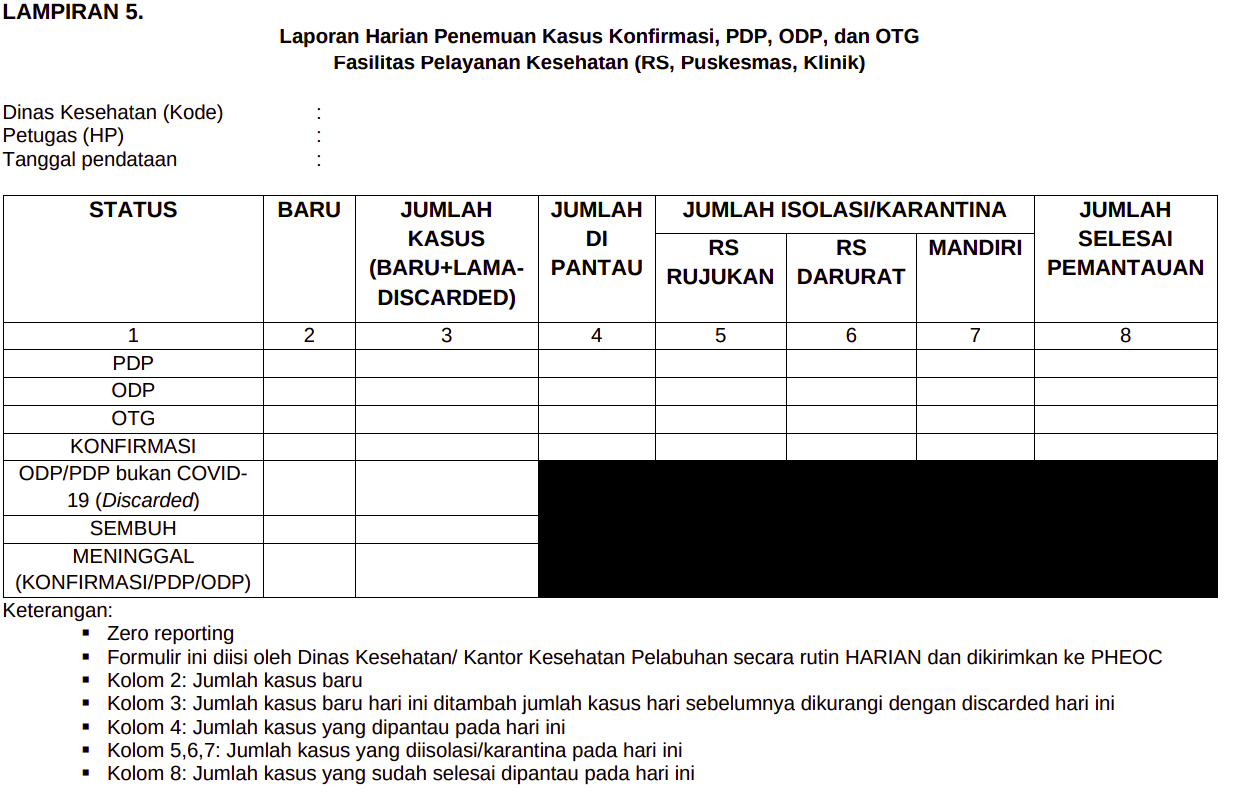 LAMPIRAN 5.
Laporan Harian Penemuan Kasus Konfirmasi, PDP, ODP, dan OTG
Fasilitas Pelayanan Kesehatan (RS, Puskesmas, Klinik)
Dinas Kesehatan (Kode) :
Petugas (HP) :
Tanggal pendataan :
STATUS
BARU
JUMLAH
KASUS
(BARU+LAMA-
DISCARDED)
JUMLAH
DI
PANTAU
JUMLAH ISOLASI/KARANTINA
RS
RUJUKAN
RS
DARURAT
MANDIRI
JUMLAH
SELESAI
PEMANTAUAN
1 2 3 4 5 6 7 8
PDP
ODP
OTG
KONFIRMASI
ODP/PDP bukan COVID-
19 (Discarded)
SEMBUH
MENINGGAL
(KONFIRMASI/PDP/ODP)
Keterangan:
▪ Zero reporting
▪ Formulir ini diisi oleh Dinas Kesehatan/ Kantor Kesehatan Pelabuhan secara rutin HARIAN dan dikirimkan ke PHEOC
▪ Kolom 2: Jumlah kasus baru
▪ Kolom 3: Jumlah kasus baru hari ini ditambah jumlah kasus hari sebelumnya dikurangi dengan discarded hari ini
▪ Kolom 4: Jumlah kasus yang dipantau pada hari ini
▪ Kolom 5,6,7: Jumlah kasus yang diisolasi/karantina pada hari ini
▪ Kolom 8: Jumlah kasus yang sudah selesai dipantau pada hari ini